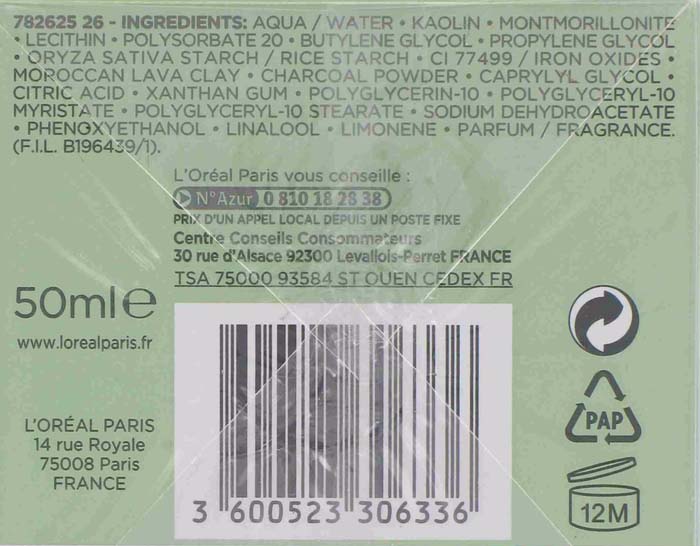 782625 26 - INGREDIENTS: AQUA / WATER • KAOLIN • MONTMORILLONITE
• LECITHIN • POLYSORBATE 20 • BUTYLENE GLYCOL • PROPYLENE GLYCOL
• ORYZA SATIVA STARCH / RICE STARCH • CI 77499 / IRON OXIDES •
MOROCCAN LAVA CLAY • CHARCOAL POWDER • CAPRYLYL GLYCOL •
CITRIC ACID • XANTHAN GUM • POLYGLYCERIN-10 • POLYGLYCERYL-10
MYRISTATE • POLYGLYCERYL-10 STEARATE • SODIUM DEHYDROACETATE
• PHENOXYETHANOL • LINALOOL • LIMONENE • PARFUM / FRAGRANCE.
(F.I.L. B196439/1).
L'Oréal Paris vous conseille :
N°Azur 0 810 18 28 38
PRIX D'UN APPEL LOCAL DEPUIS UN POSTE FIXE
Centre Conseils Consommateurs
30 rue d'Alsace 92300 Levallois-Perret FRANCE
TSA 75000 93584 ST OUEN CEDEX FR
50ml e
www.lorealparis.fr
L'ORÉAL PARIS
14 rue Royale
75008 Paris
FRANCE
3 600523 306336
PAP
12M